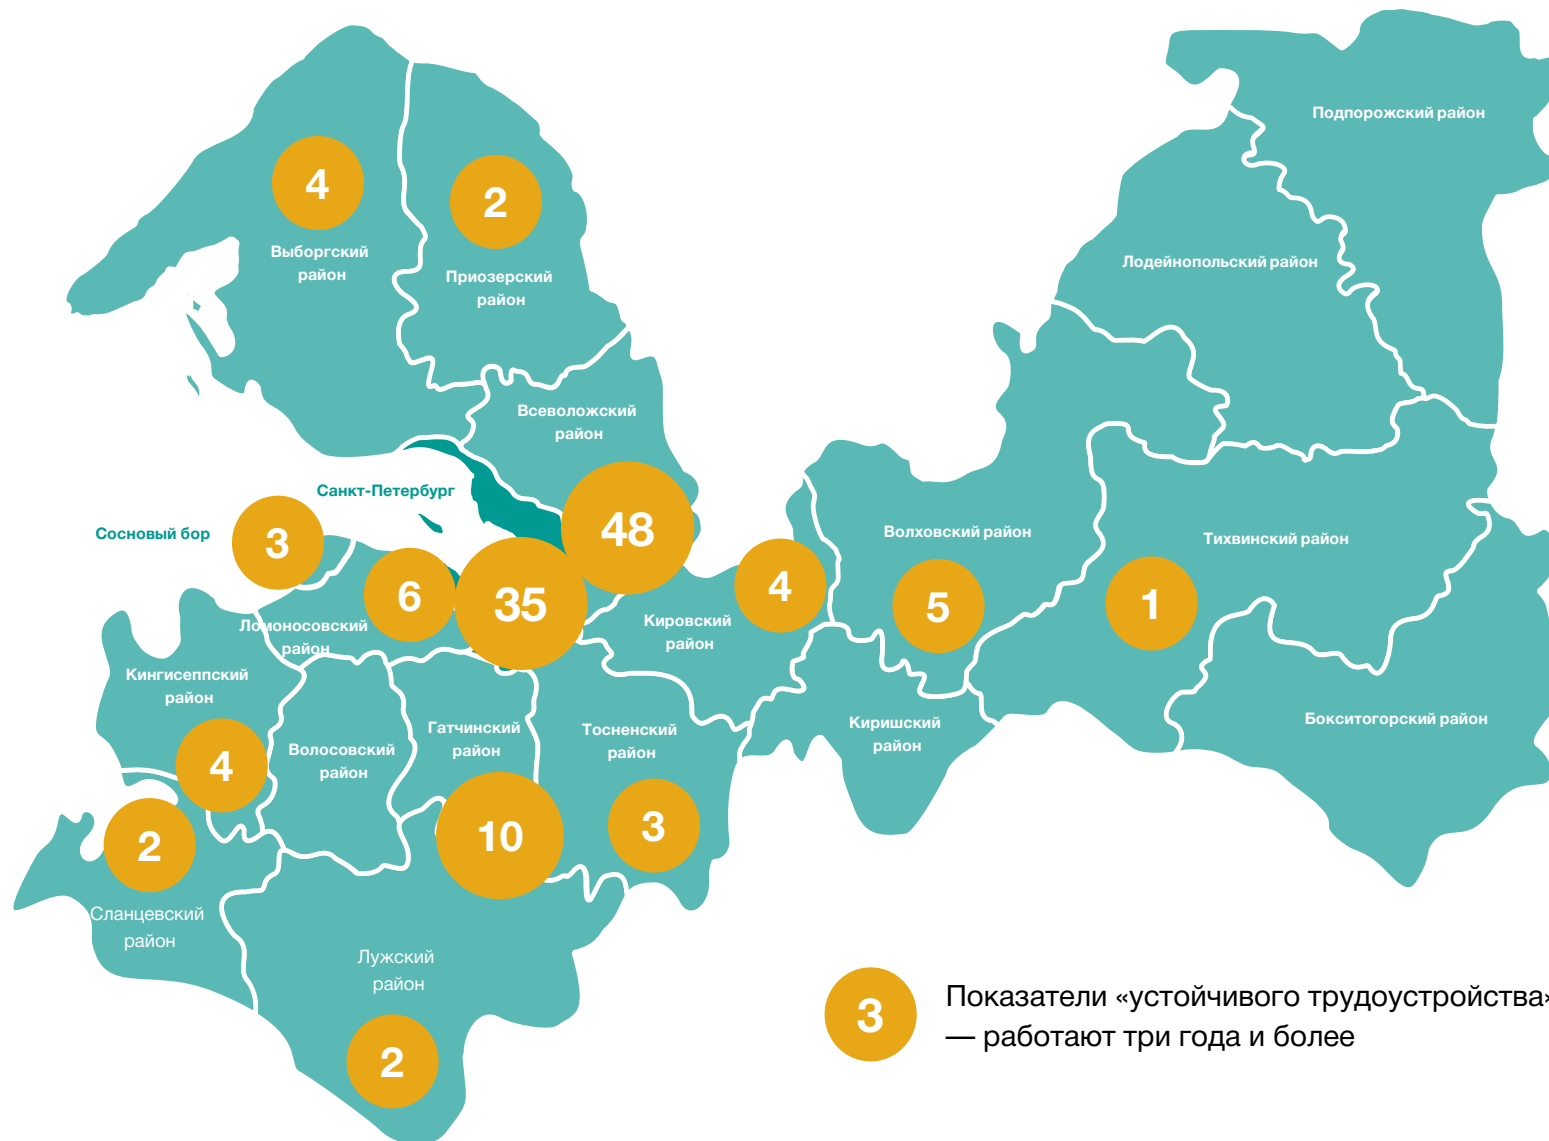 Подпорожский район
4
2
Выборгский
район
Приозерский
район
Лодейнопольский район
Всеволожский
район
Санкт-Петербург
Сосновый бор
3
48
Волховский район
Тихвинский район
6
35
4
5
1
Ломоносовский
район
Кировский
район
Кингисеппский
район
4
Волосовский
район
Гатчинский
район
Тосненский
район
Киришский
район
Бокситогорский район
2
10
3
Сланцевский
район
Лужский
район
2
3
Показатели «устойчивого трудоустройства»
— работают три года и более